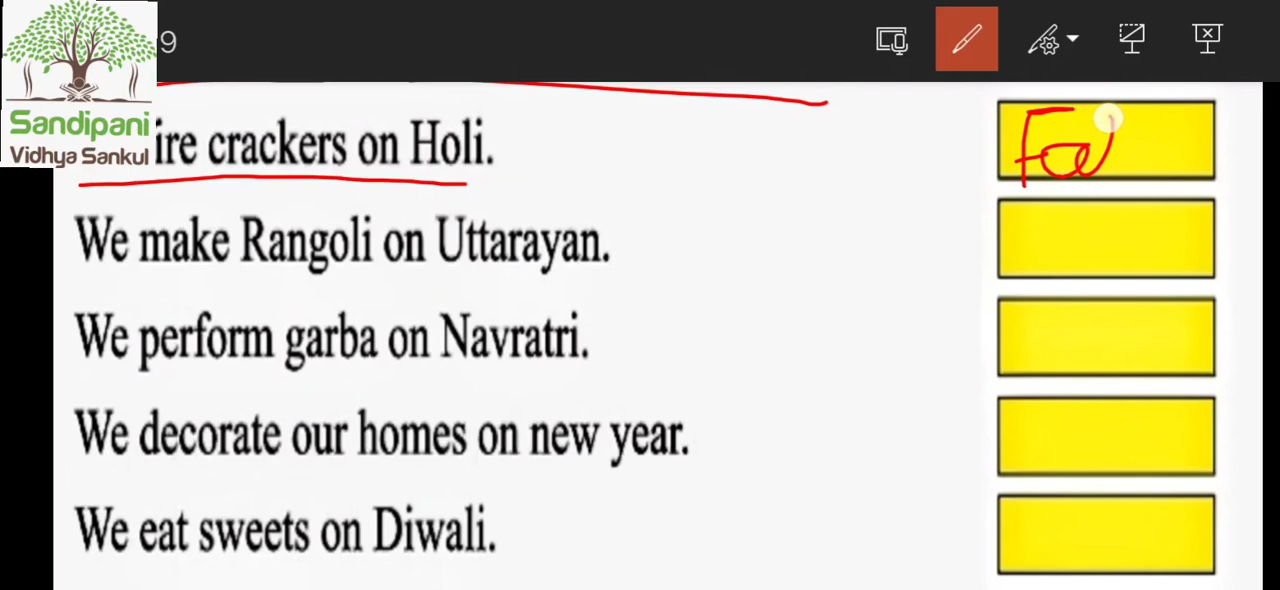 9
Sandipani
Vidhya Sankul
ire crackers on Holi.
Fal
We make Rangoli on Uttarayan.
We perform garba on Navratri.
We decorate our homes on new year.
We eat sweets on Diwali.